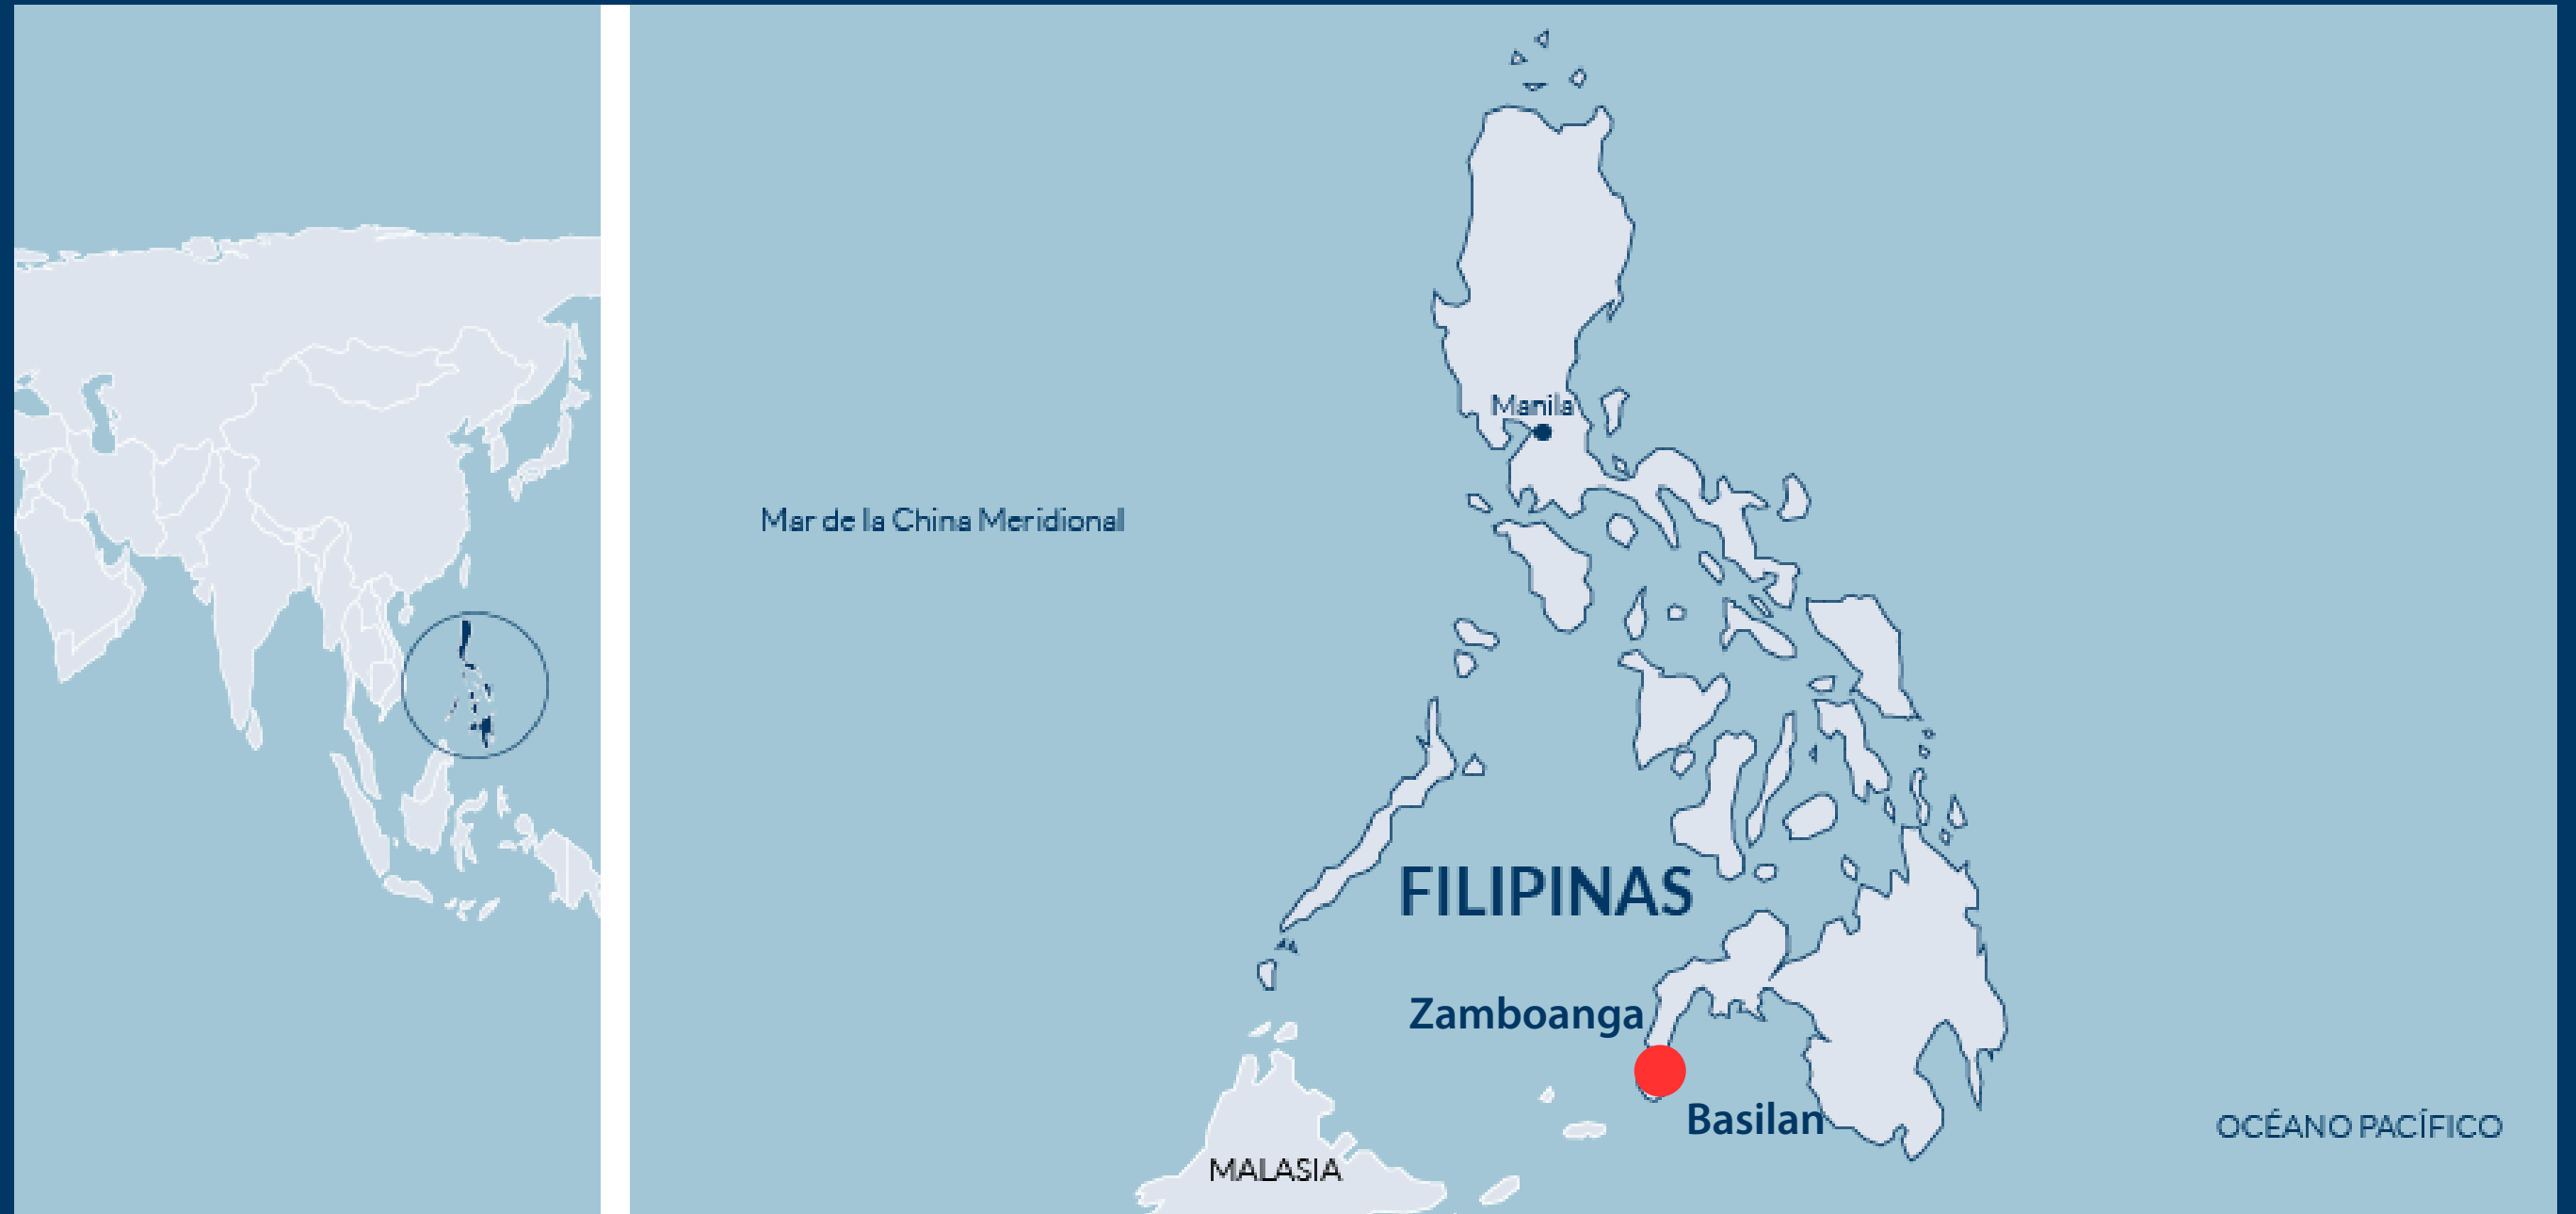 Manila
Mar de la China Meridional
FILIPINAS
Zamboanga
Basilan
OCÉANO PACÍFICO
MALASIA